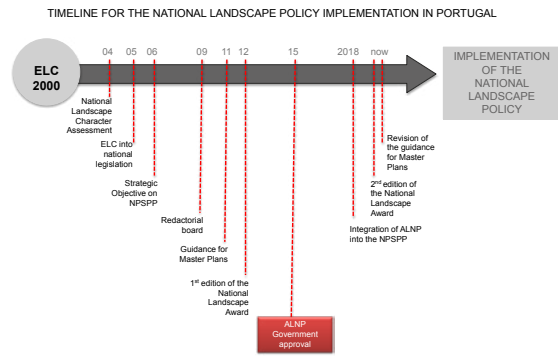 TIMELINE FOR THE NATIONAL LANDSCAPE POLICY IMPLEMENTATION IN PORTUGAL
ELC
2000
04
05
06
09
11
12
15
2018
now
IMPLEMENTATION
OF THE
NATIONAL
LANDSCAPE
POLICY
National
Landscape
Character
Assessment
ELC into
national
legislation
Strategic
Objective on
NPSPP
Redactorial
board
Guidance for
Master Plans
1st edition of the
National
Landscape
Award
ALNP
Government
approval
Integration of ALNP
into the NPSPP
2nd edition of
the National
Landscape
Award
Revision of
the guidance
for Master
Plans